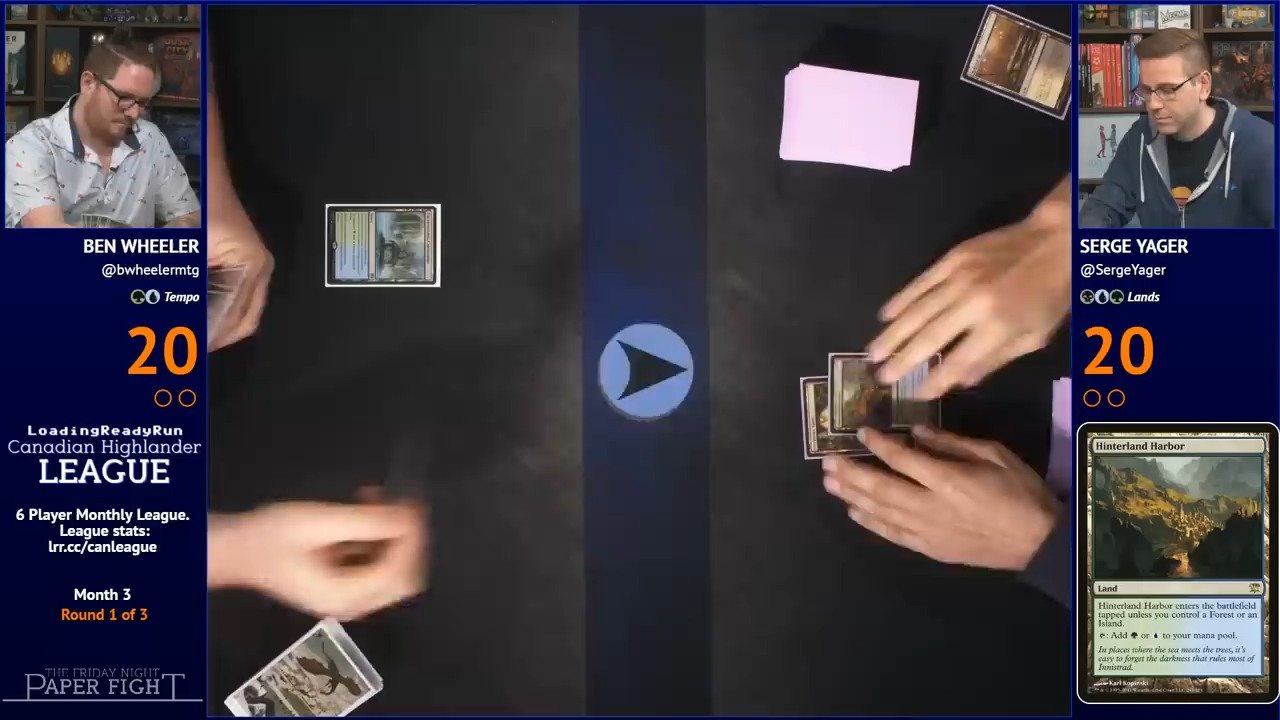 BEN WHEELER
@bwheelermtg
Tempo
20
LoadingReadyRun
Canadian Highlander
LEAGUE
6 Player Monthly League.
League stats:
lrr.cc/canleague
Month 3
Round 1 of 3
THE FRIDAY NIGHT
PAPER FIGHT
SERGE YAGER
@SergeYager
Lands
20
Hinterland Harbor
Land
Hinterland Harbor enters the battlefield
tapped unless you control a Forest or an
Island.
: Add or to your mana pool.
In places where the sea meets the trees, it's
easy to forget the darkness that rules most of
Innistrad.
Karl Kopinski